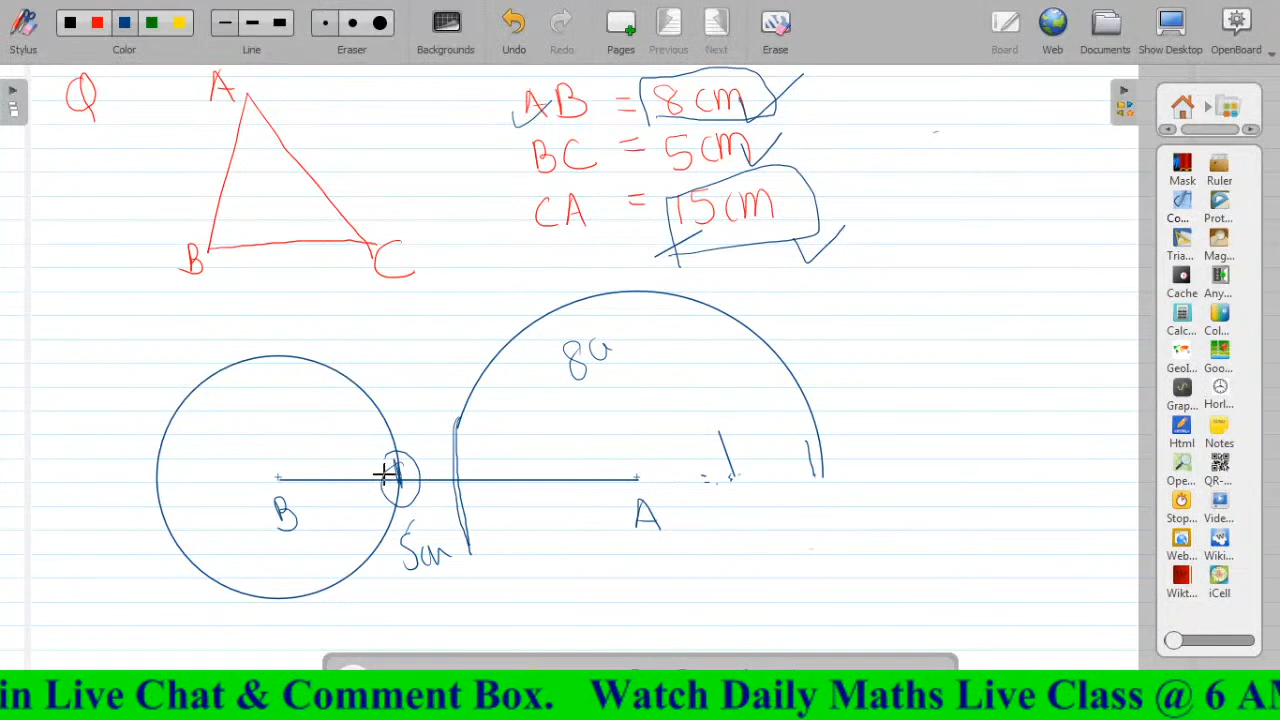 Stylus Color Line Eraser Backgrounds Undo Redo Pages Previous Next Erase Board Web Documents Show Desktop OpenBoard
Q
A
B
C
AB = 8 cm
BC = 5 cm
CA = 15 cm
8
B
A
5cm
Mask Ruler
Co... Prot...
Tria... Mag...
Cache Any...
Calc... Col...
GeoI... Goo...
Grap... Horl...
Html Notes
Ope... QR-...
Stop... Vide...
Web... Wiki...
Wikt... iCell
in Live Chat & Comment Box. Watch Daily Maths Live Class @ 6 AM